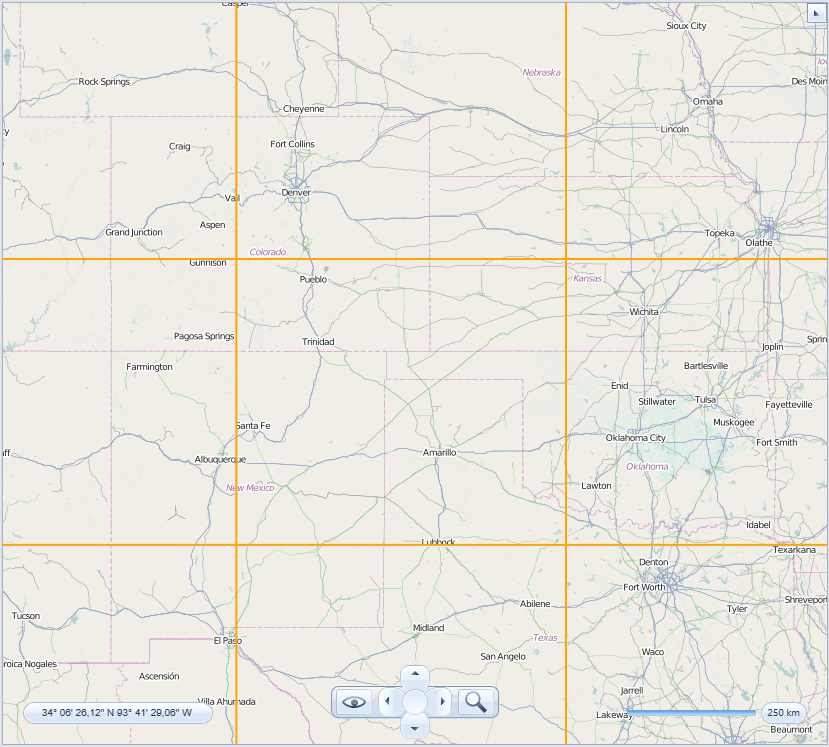 Casper
Sioux City
Iow
Nebraska
Rock Springs
Des Moin
Omaha
Cheyenne
Lincoln
Craig
Fort Collins
Denver
Vail
Aspen
Grand Junction
Topeka
Olathe
Colorado
Gunnison
Pueblo
Kansas
Wichita
Pagosa Springs
Trinidad
Sprin
Joplin
Farmington
Bartlesville
Enid
Stillwater
Tulsa
Fayetteville
Muskogee
Santa Fe
Oklahoma City
Fort Smith
Amarillo
aff
Albuquerque
Oklahoma
New Mexico
Lawton
Idabel
Lubbock
Texarkana
Denton
Fort Worth
Abilene
Shreveport
Tyler
Tucson
Midland
Texas
El Paso
Waco
San Angelo
eroica Nogales
Ascensión
Jarrell
Villa Ahumada
34° 06' 26,12" N 93° 41' 29,06" W
Lakeway
250 km
Beaumont